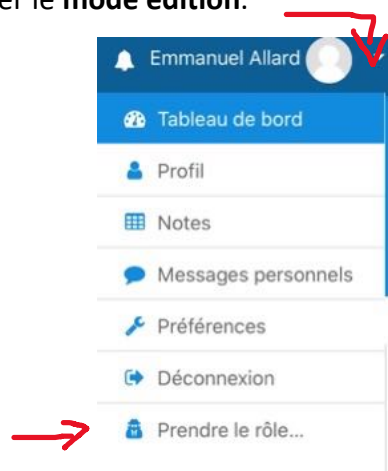 er le mode édition.
Emmanuel Allard
Tableau de bord
Profil
Notes
Messages personnels
Préférences
Déconnexion
Prendre le rôle...